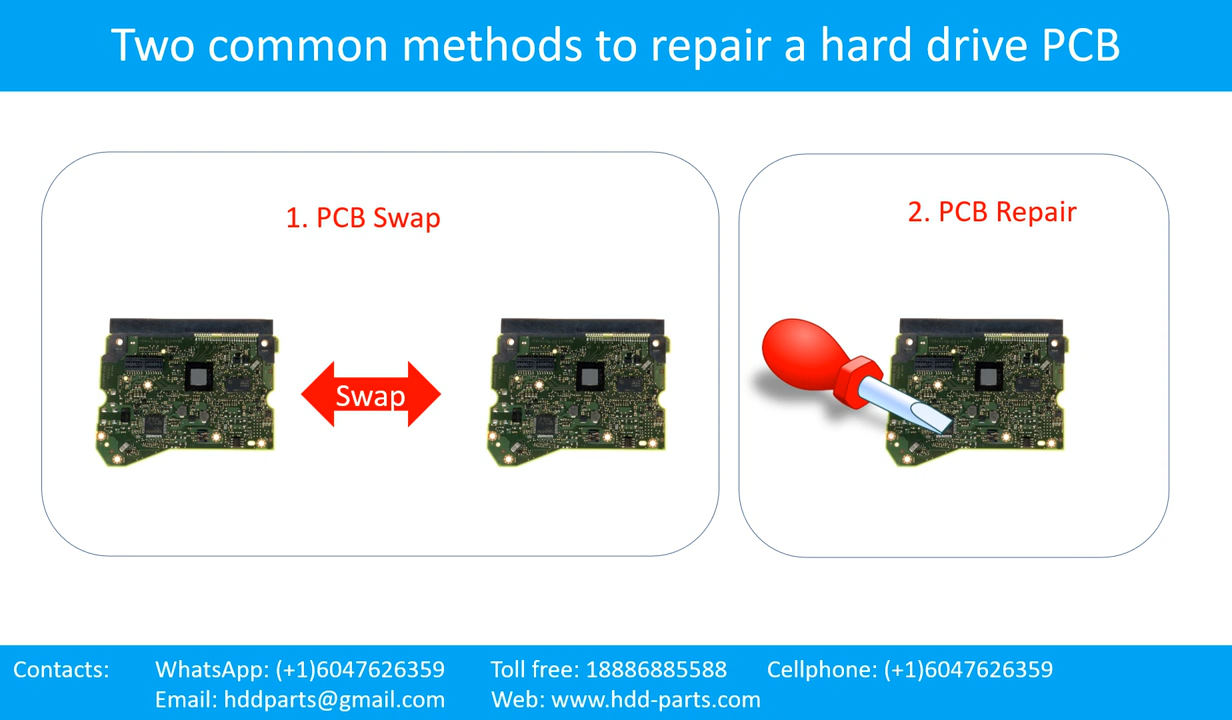 Two common methods to repair a hard drive PCB
1. PCB Swap
2. PCB Repair
Swap
Contacts: WhatsApp: (+1)6047626359 Toll free: 18886885588 Cellphone: (+1)6047626359
Email: hddparts@gmail.com Web: www.hdd-parts.com